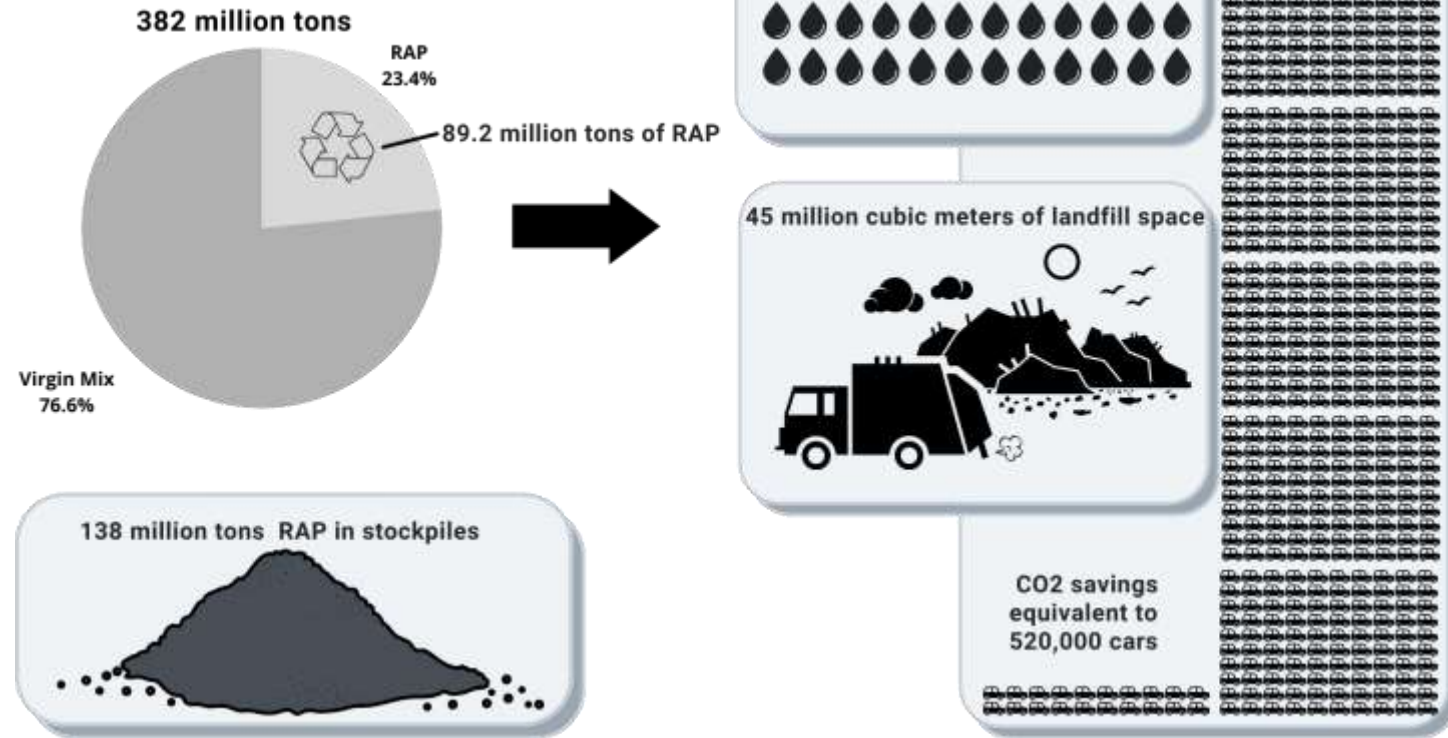 382 million tons
RAP
23.4%
89.2 million tons of RAP
Virgin Mix
76.6%
138 million tons RAP in stockpiles
45 million cubic meters of landfill space
CO2 savings
equivalent to
520,000 cars